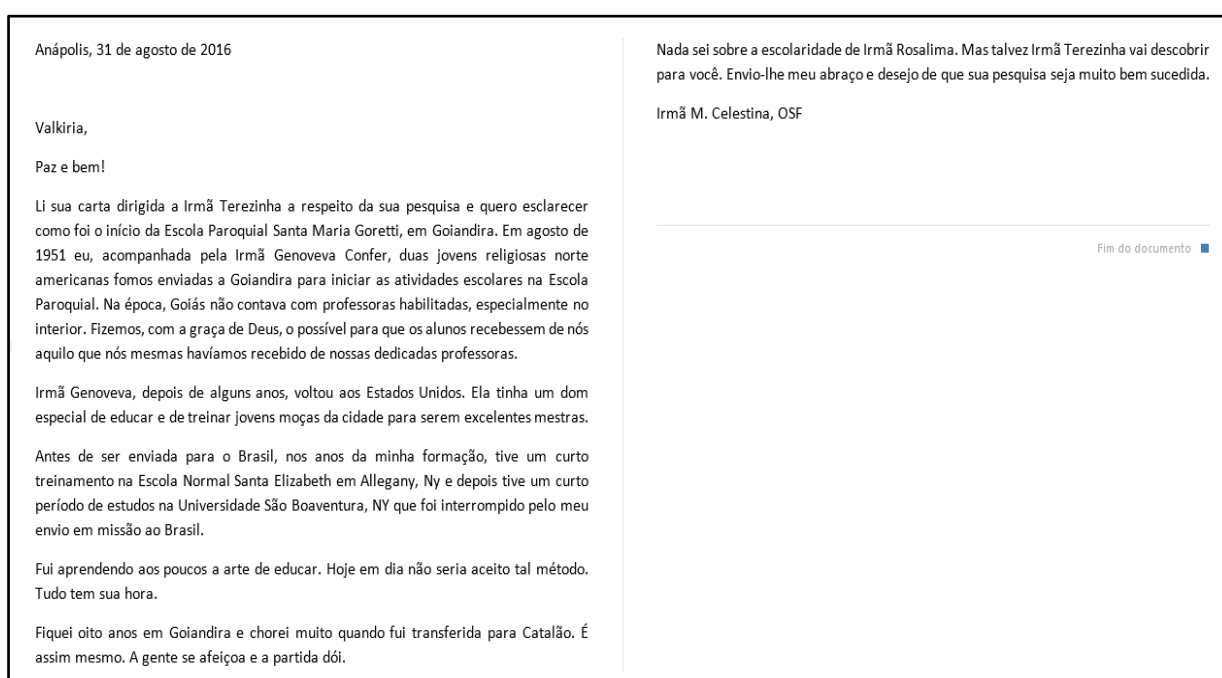 Anápolis, 31 de agosto de 2016
Valkiria,
Paz e bem!
Li sua carta dirigida a Irmã Terezinha a respeito da sua pesquisa e quero esclarecer
como foi o início da Escola Paroquial Santa Maria Goretti, em Goiandira. Em agosto de
1951 eu, acompanhada pela Irmã Genoveva Confer, duas jovens religiosas norte
americanas fomos enviadas a Goiandira para iniciar as atividades escolares na Escola
Paroquial. Na época, Goiás não contava com professoras habilitadas, especialmente no
interior. Fizemos, com a graça de Deus, o possível para que os alunos recebessem de nós
aquilo que nós mesmas havíamos recebido de nossas dedicadas professoras.
Irmã Genoveva, depois de alguns anos, voltou aos Estados Unidos. Ela tinha um dom
especial de educar e de treinar jovens moças da cidade para serem excelentes mestras.
Antes de ser enviada para o Brasil, nos anos da minha formação, tive um curto
treinamento na Escola Normal Santa Elizabeth em Allegany, Ny e depois tive um curto
período de estudos na Universidade São Boaventura, NY que foi interrompido pelo meu
envio em missão ao Brasil.
Fui aprendendo aos poucos a arte de educar. Hoje em dia não seria aceito tal método.
Tudo tem sua hora.
Fiquei oito anos em Goiandira e chorei muito quando fui transferida para Catalão. É
assim mesmo. A gente se afeiçoa e a partida dói.
Nada sei sobre a escolaridade de Irmã Rosalima. Mas talvez Irmã Terezinha vai descobrir
para você. Envio-lhe meu abraço e desejo de que sua pesquisa seja muito bem sucedida.
Irmã M. Celestina, OSF
Fim do documento